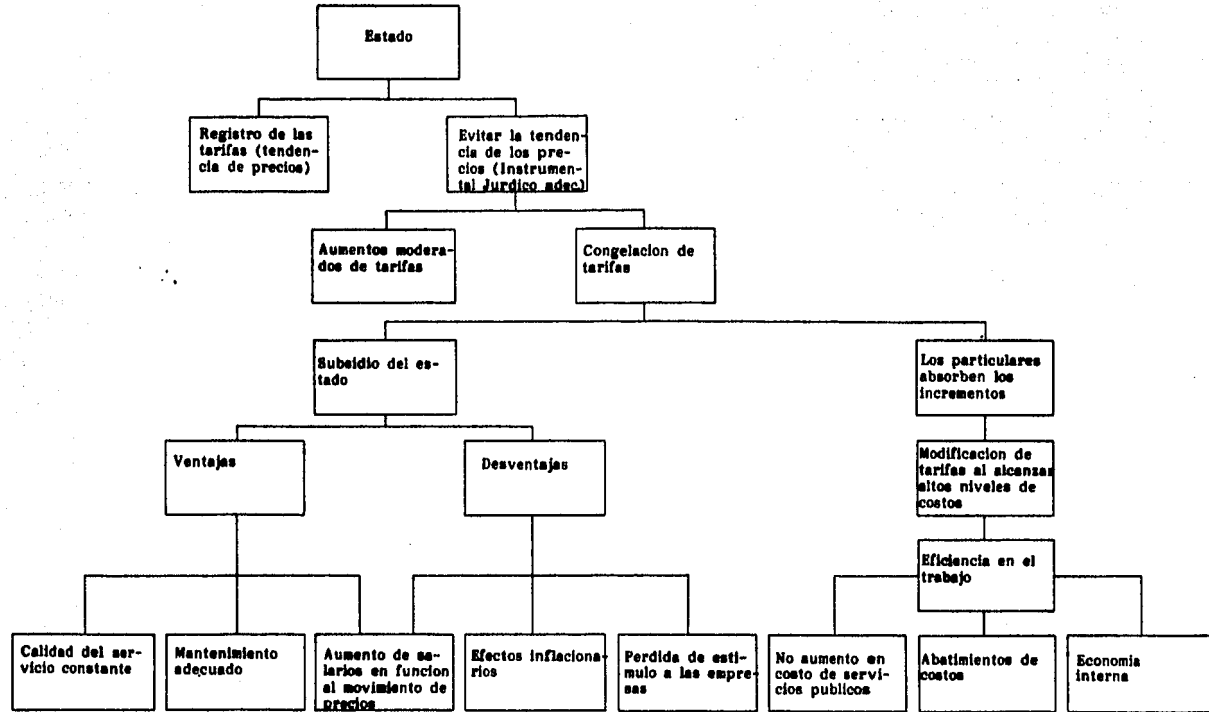 Estado
Registro de las
tarifas (tenden-
cia de precios)
Evitar la tenden-
cia de los pre-
cios (Instrumen-
tal Jurdico adec)
Aumentos modera-
dos de tarifas
Congelacion de
tarifas
Subsidio del es-
tado
Los particulares
absorben los
incrementos
Ventajas
Desventajas
Modificacion de
tarifas al alcanzas
altos niveles de
costos
Eficiencia en el
trabajo
Calidad del ser-
vicio constante
Mantenimiento
adecuado
Aumento de sa-
larios en funcion
al movimiento de
precios
Efectos inflaciona-
rios
Perdida de esti-
mulo a las empre-
sas
No aumento en
costo de servi-
cios publicos
Abatimientos de
costos
Economia
interna